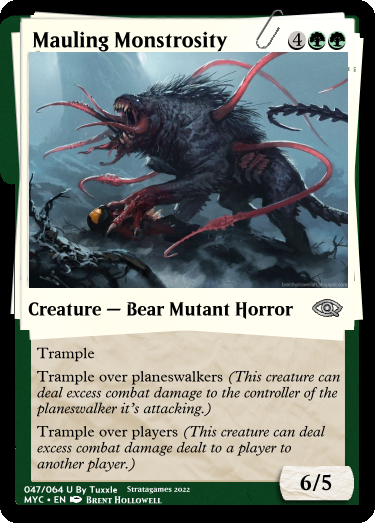 Mauling Monstrosity 4
Creature — Bear Mutant Horror
Trample
Trample over planeswalkers (This creature can
deal excess combat damage to the controller of the
planeswalker it's attacking.)
Trample over players (This creature can deal
excess combat damage dealt to a player to
another player.)
6/5
047/064 U By Tuxxle Stratagames 2022
MYC • EN Brent Hollowell